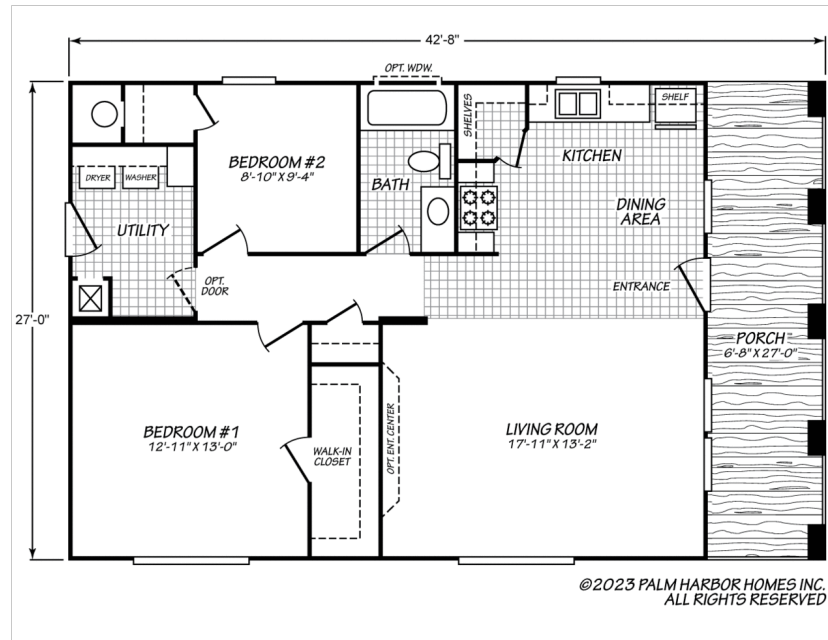 42'-8"
OPT. WDW.
SHELVES
SHELF
KITCHEN
BEDROOM #2
8'-10" X 9'-4"
BATH
DRYER
WASHER
DINING
AREA
UTILITY
OPT.
DOOR
ENTRANCE
27'-0"
PORCH
6'-8" X 27'-0"
BEDROOM #1
12'-11" X 13'-0"
WALK-IN
CLOSET
OPT. ENT. CENTER
LIVING ROOM
17'-11" X 13'-2"
©2023 PALM HARBOR HOMES INC.
ALL RIGHTS RESERVED